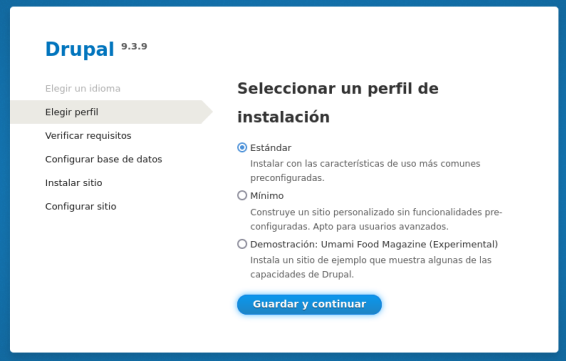 Drupal 9.3.9
Elegir un idioma
Elegir perfil
Verificar requisitos
Configurar base de datos
Instalar sitio
Configurar sitio
Seleccionar un perfil de
instalación
Estándar
Instalar con las características de uso más comunes
preconfiguradas.
Mínimo
Construye un sitio personalizado sin funcionalidades pre-
configuradas. Apto para usuarios avanzados.
Demostración: Umami Food Magazine (Experimental)
Instala un sitio de ejemplo que muestra algunas de las
capacidades de Drupal.
Guardar y continuar